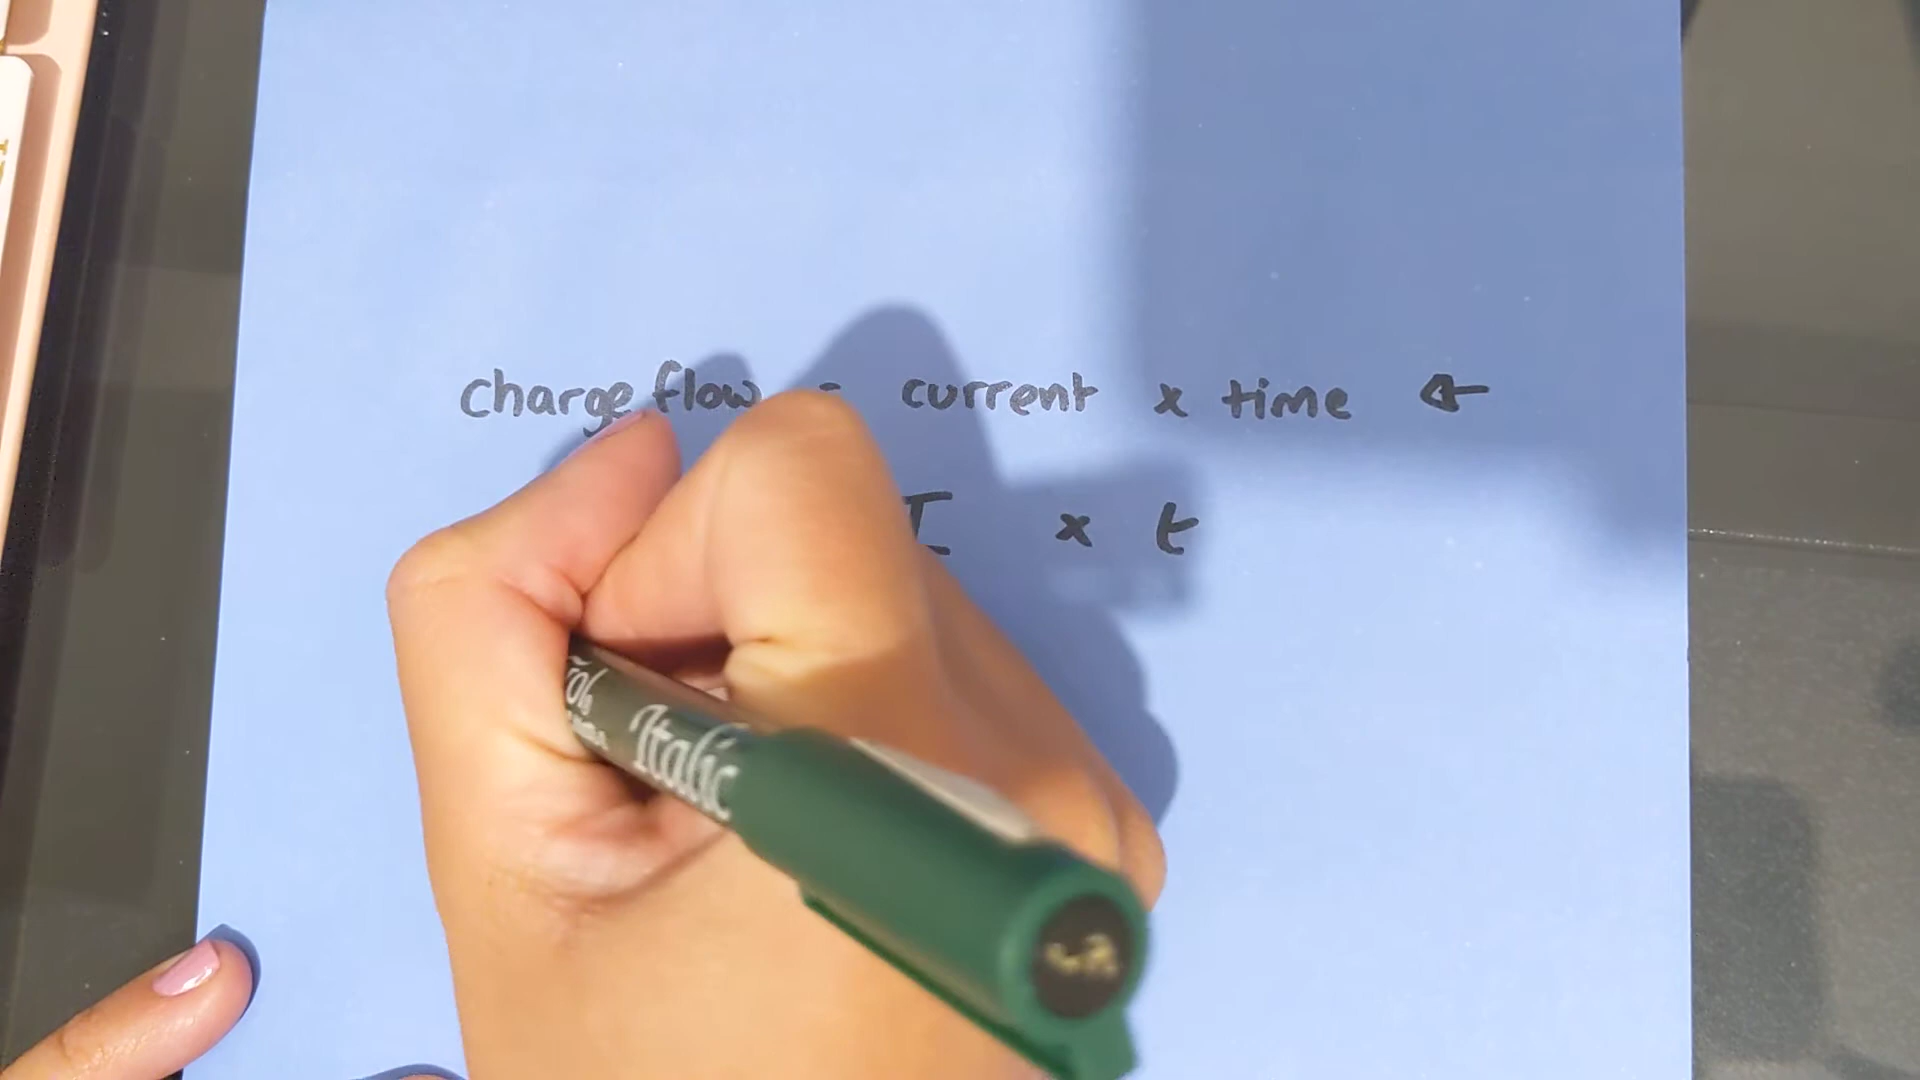 charge flow = current x time ←
I x t
Italic